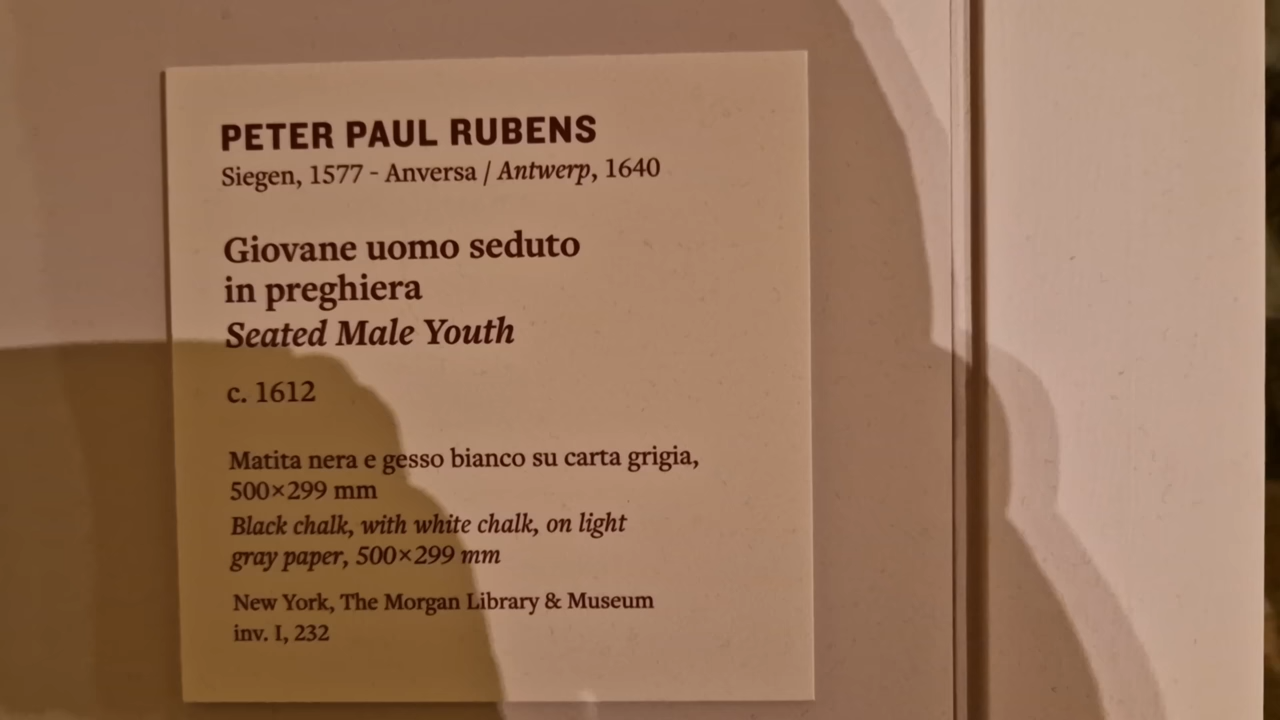 PETER PAUL RUBENS
Siegen, 1577 - Anversa / Antwerp, 1640
Giovane uomo seduto
in preghiera
Seated Male Youth
c. 1612
Matita nera e gesso bianco su carta grigia,
500×299 mm
Black chalk, with white chalk, on light
gray paper, 500×299 mm
New York, The Morgan Library & Museum
inv. I, 232